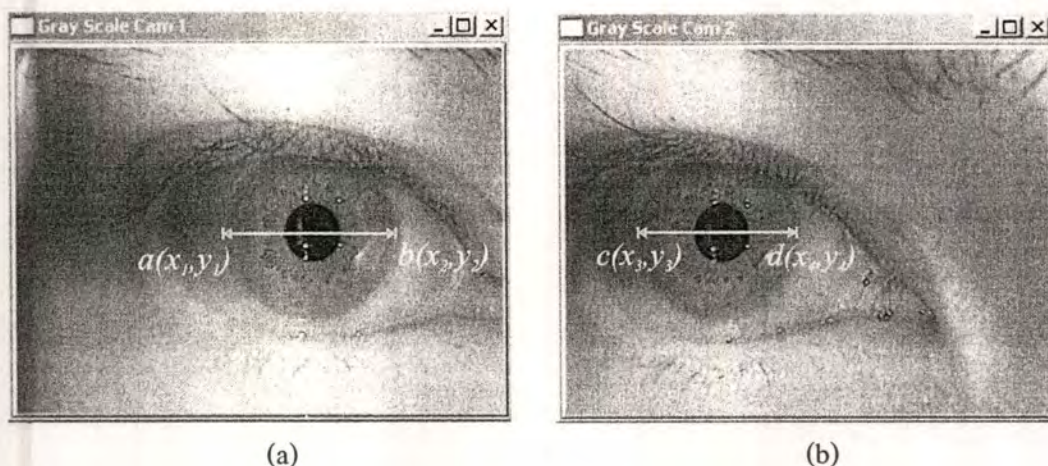 Gray Scale Cam 1
Gray Scale Cam 2
a(x₁,y₁)
b(x₂,y₂)
c(x₃,y₃)
d(x₄,y₄)
(a)
(b)